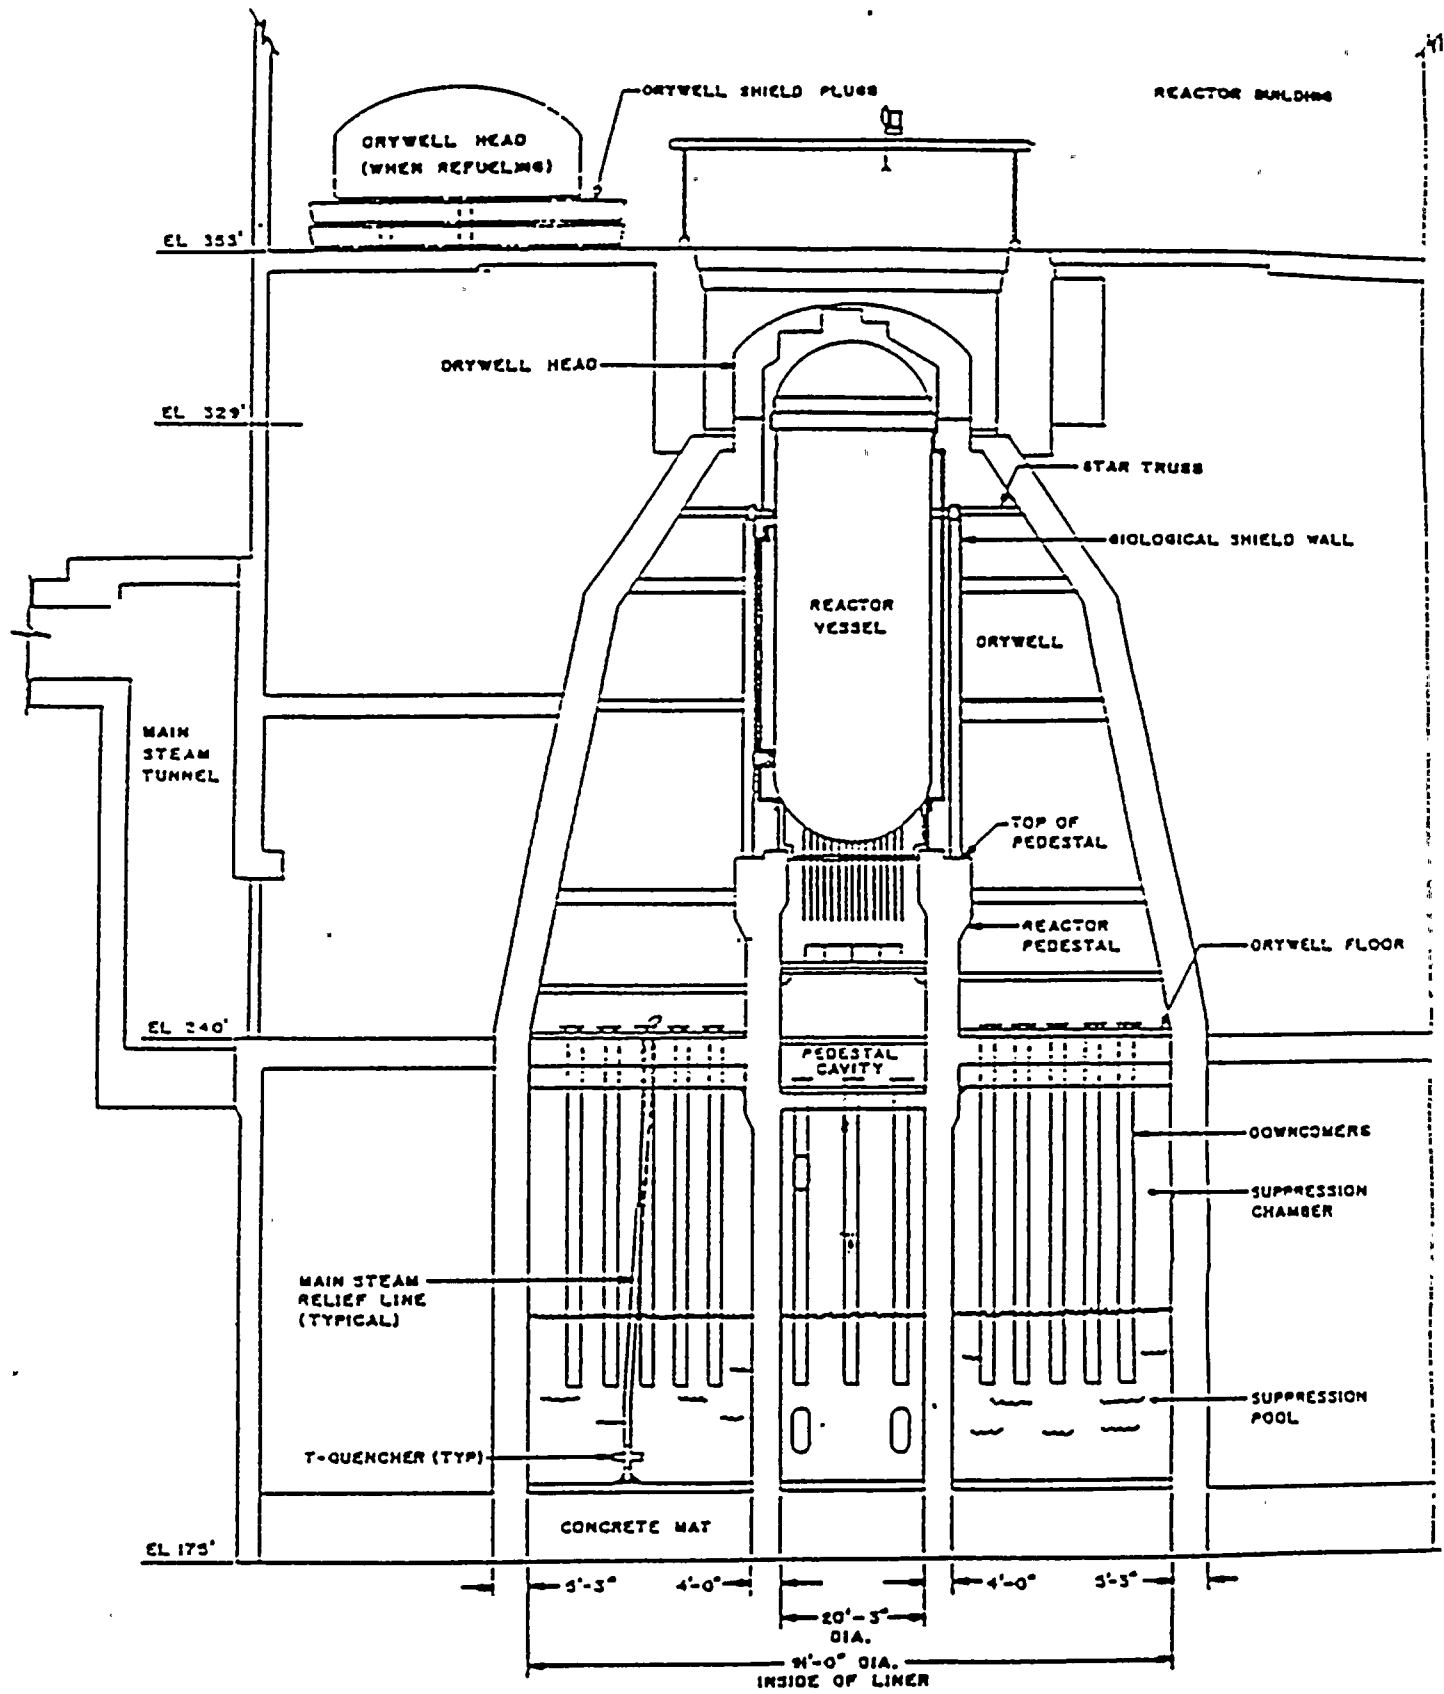 DRYWELL SHIELD PLUGS
REACTOR BUILDING
DRYWELL HEAD
(WHEN REFUELING)
EL 353'
DRYWELL HEAD
EL 329'
STAR TRUSS
BIOLOGICAL SHIELD WALL
REACTOR
VESSEL
DRYWELL
MAIN
STEAM
TUNNEL
TOP OF
PEDESTAL
REACTOR
PEDESTAL
DRYWELL FLOOR
EL 240'
PEDESTAL
CAVITY
DOWNCOMERS
SUPPRESSION
CHAMBER
MAIN STEAM
RELIEF LINE
(TYPICAL)
SUPPRESSION
POOL
T-QUENCHER (TYP)
CONCRETE MAT
EL 175'
5'-3" 4'-0" 4'-0" 5'-3"
20'-3"
DIA.
91'-0" DIA.
INSIDE OF LINER